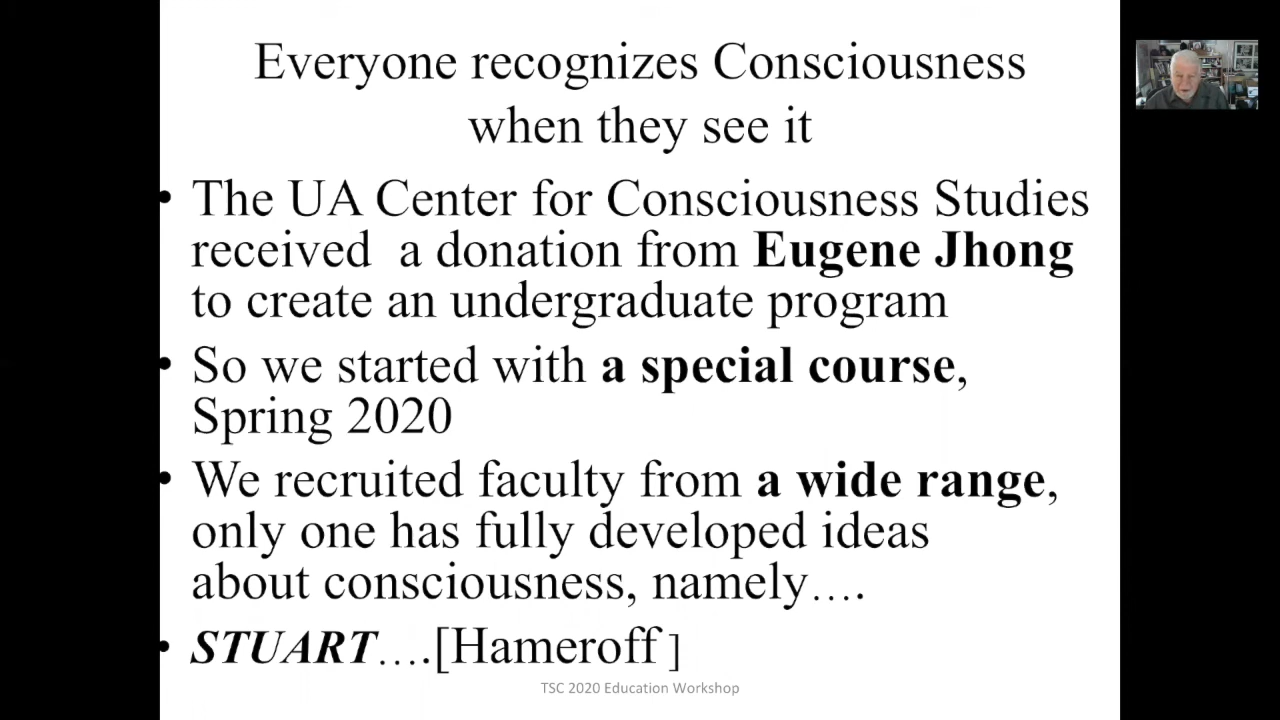 Everyone recognizes Consciousness
when they see it
• The UA Center for Consciousness Studies
received  a donation from Eugene Jhong
to create an undergraduate program
• So we started with a special course,
Spring 2020
• We recruited faculty from a wide range,
only one has fully developed ideas
about consciousness, namely….
• STUART….[Hameroff ]
TSC 2020 Education Workshop